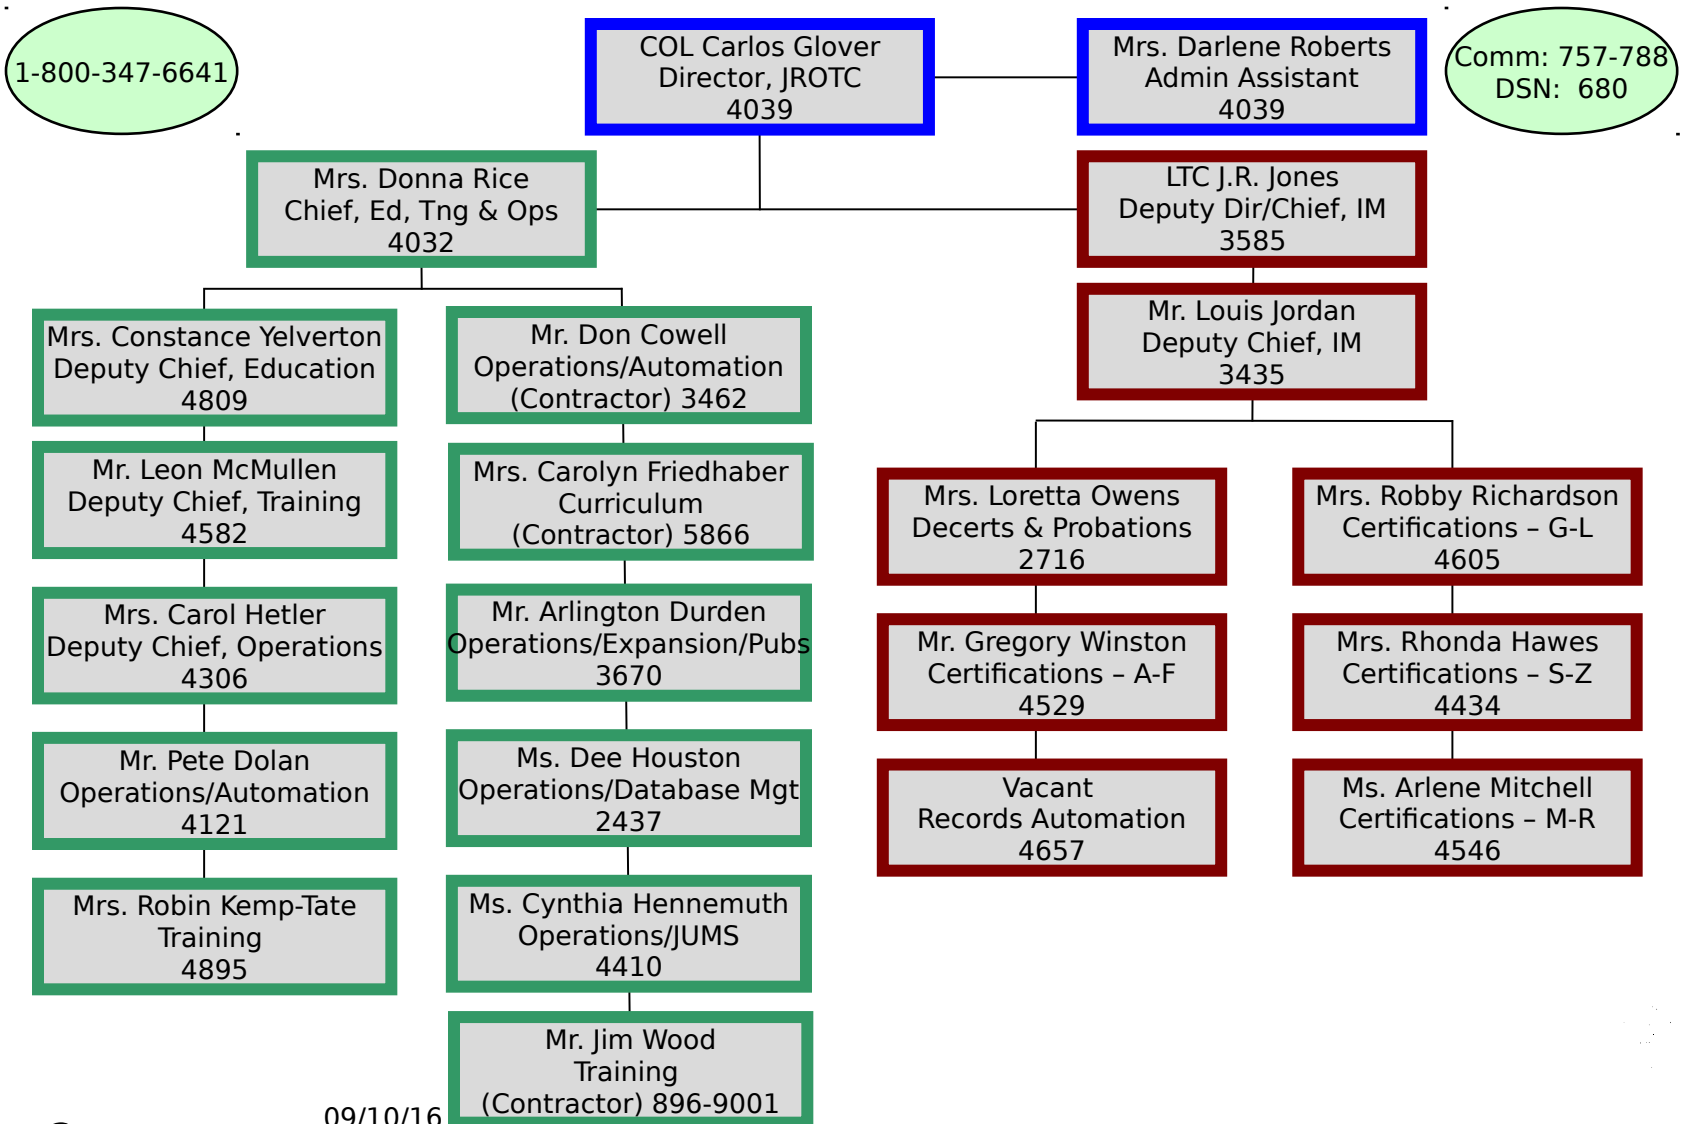 1-800-347-6641
COL Carlos Glover
Director, JROTC
4039
Mrs. Darlene Roberts
Admin Assistant
4039
Comm: 757-788
DSN:  680
Mrs. Donna Rice
Chief, Ed, Tng & Ops
4032
LTC J.R. Jones
Deputy Dir/Chief, IM
3585
Mr. Louis Jordan
Deputy Chief, IM
3435
Mrs. Constance Yelverton
Deputy Chief, Education
4809
Mr. Leon McMullen
Deputy Chief, Training
4582
Mrs. Carol Hetler
Deputy Chief, Operations
4306
Mr. Pete Dolan
Operations/Automation
4121
Mrs. Robin Kemp-Tate
Training
4895
Mr. Don Cowell
Operations/Automation
(Contractor) 3462
Mrs. Carolyn Friedhaber
Curriculum
(Contractor) 5866
Mr. Arlington Durden
Operations/Expansion/Pubs
3670
Ms. Dee Houston
Operations/Database Mgt
2437
Ms. Cynthia Hennemuth
Operations/JUMS
4410
Mr. Jim Wood
Training
(Contractor) 896-9001
Mrs. Loretta Owens
Decerts & Probations
2716
Mr. Gregory Winston
Certifications – A-F
4529
Vacant
Records Automation
4657
Mrs. Robby Richardson
Certifications – G-L
4605
Mrs. Rhonda Hawes
Certifications – S-Z
4434
Ms. Arlene Mitchell
Certifications – M-R
4546
09/10/16